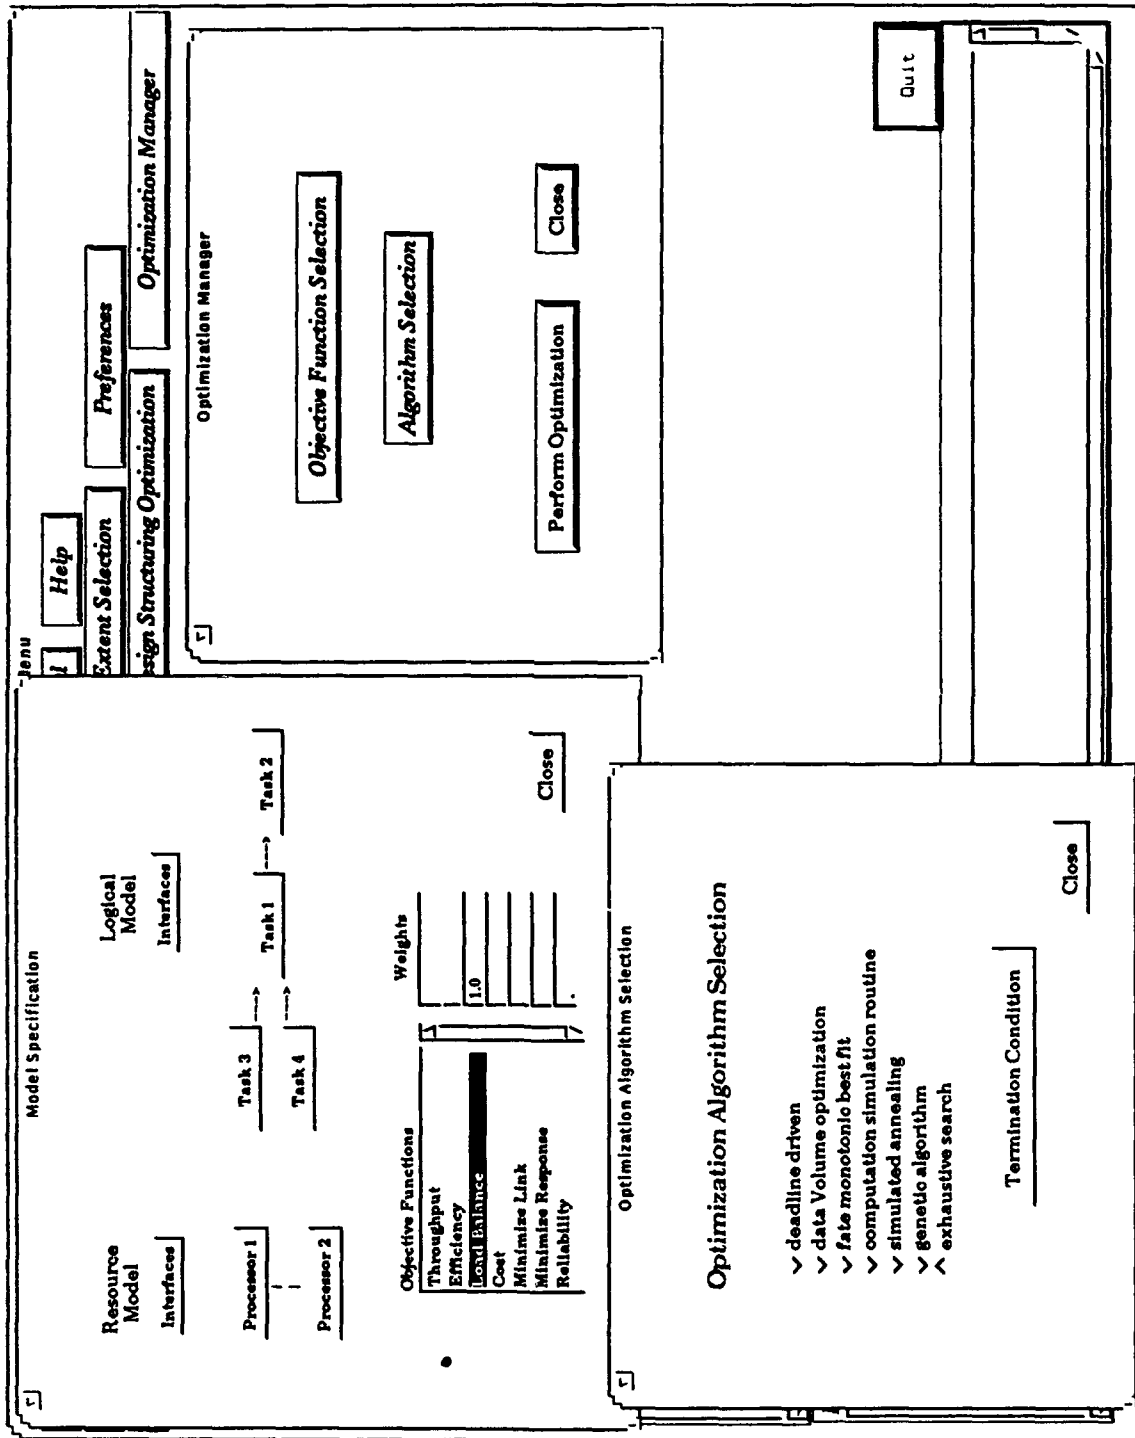 enu
Help
Extent Selection
Preferences
esign Structuring Optimization
Optimization Manager
Model Specification
Resource
Model
Logical
Model
Interfaces
Interfaces
Processor 1
Processor 2
Task 3
Task 4
--->
--->
Task 1
--->
Task 2
Objective Functions
Weights
Throughput
Efficiency
Load Balance
1.0
Cost
Minimize Link
Minimize Response
Reliability
Close
Optimization Manager
Objective Function Selection
Algorithm Selection
Perform Optimization
Close
Optimization Algorithm Selection
Optimization Algorithm Selection
deadline driven
data Volume optimization
fate monotonic best fit
computation simulation routine
simulated annealing
genetic algorithm
exhaustive search
Termination Condition
Close
Quit